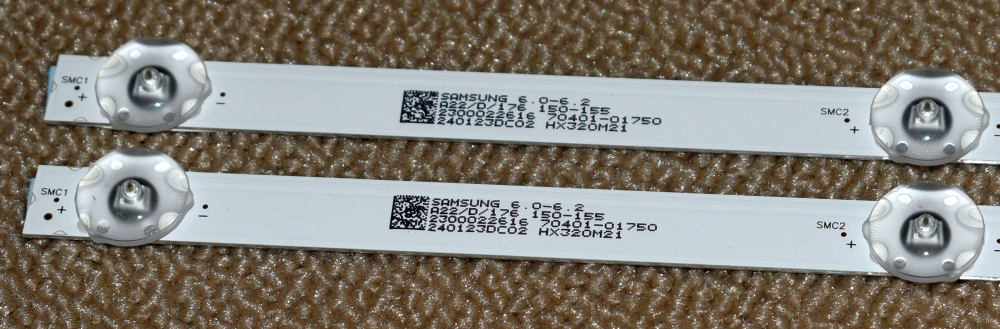 SMC1
SAMSUNG 6.0-6.2
A22/D/176 150-155
2300022616 70401-01750
240123DC02 HX320M21
SMC2
SMC1
SAMSUNG 6.0-6.2
A22/D/176 150-155
2300022616 70401-01750
240123DC02 HX320M21
SMC2